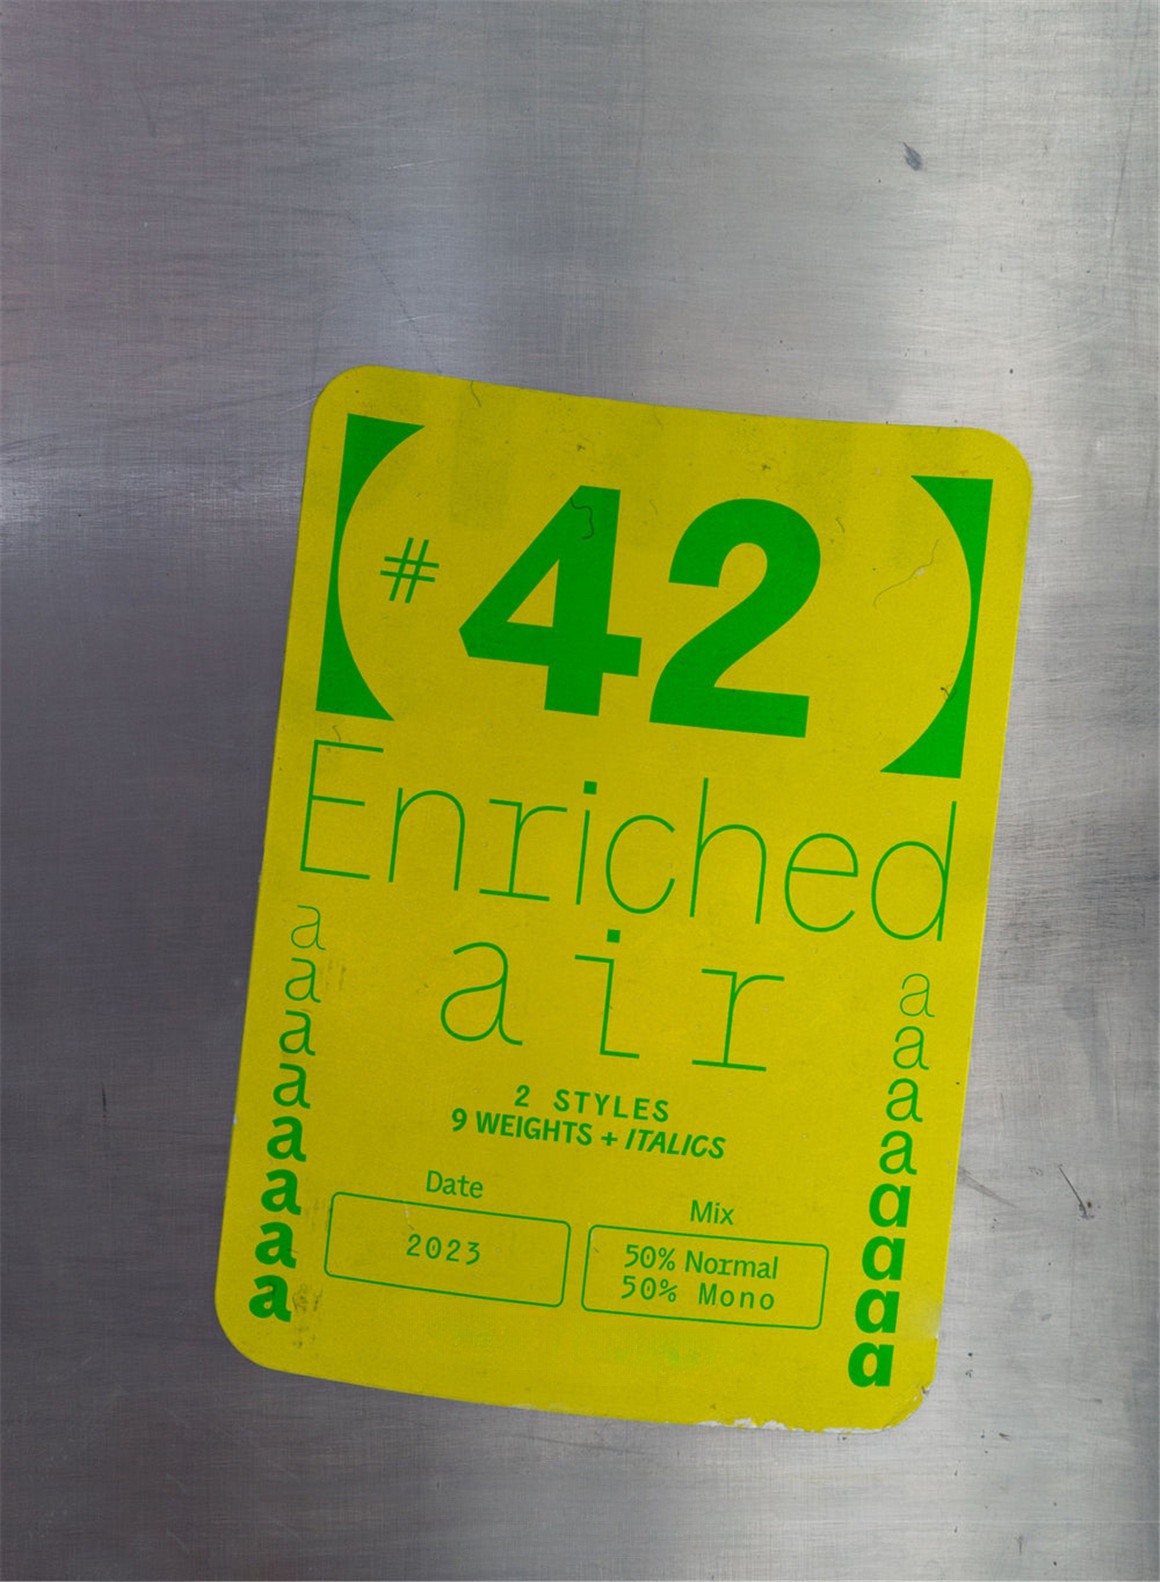 【#42】
Enriched
air
a a
a a
a a
a a
a a
a a
a a
a a
2 STYLES
9 WEIGHTS + ITALICS
Date
2023
Mix
50% Normal
50% Mono